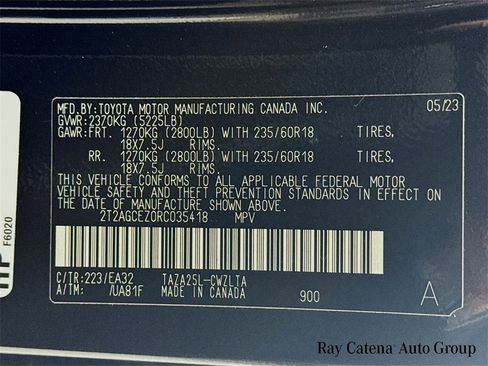 MFD.BY:TOYOTA MOTOR MANUFACTURING CANADA INC. 05/23
GVWR:2370KG (5225LB)
GAWR:FRT. 1270KG (2800LB) WITH 235/60R18 TIRES,
18X7.5J RIMS.
RR. 1270KG (2800LB) WITH 235/60R18 TIRES,
18X7.5J RIMS.
THIS VEHICLE CONFORMS TO ALL APPLICABLE FEDERAL MOTOR
VEHICLE SAFETY AND THEFT PREVENTION STANDARDS IN EFFECT
ON THE DATE OF MANUFACTURE SHOWN ABOVE.
2T2AGCEZ0RC035418 MPV
C/TR:223/EA32 TAZA25L-CWZLTA
A/TM: /UA81F MADE IN CANADA 900 A
F6020
Ray Catena Auto Group